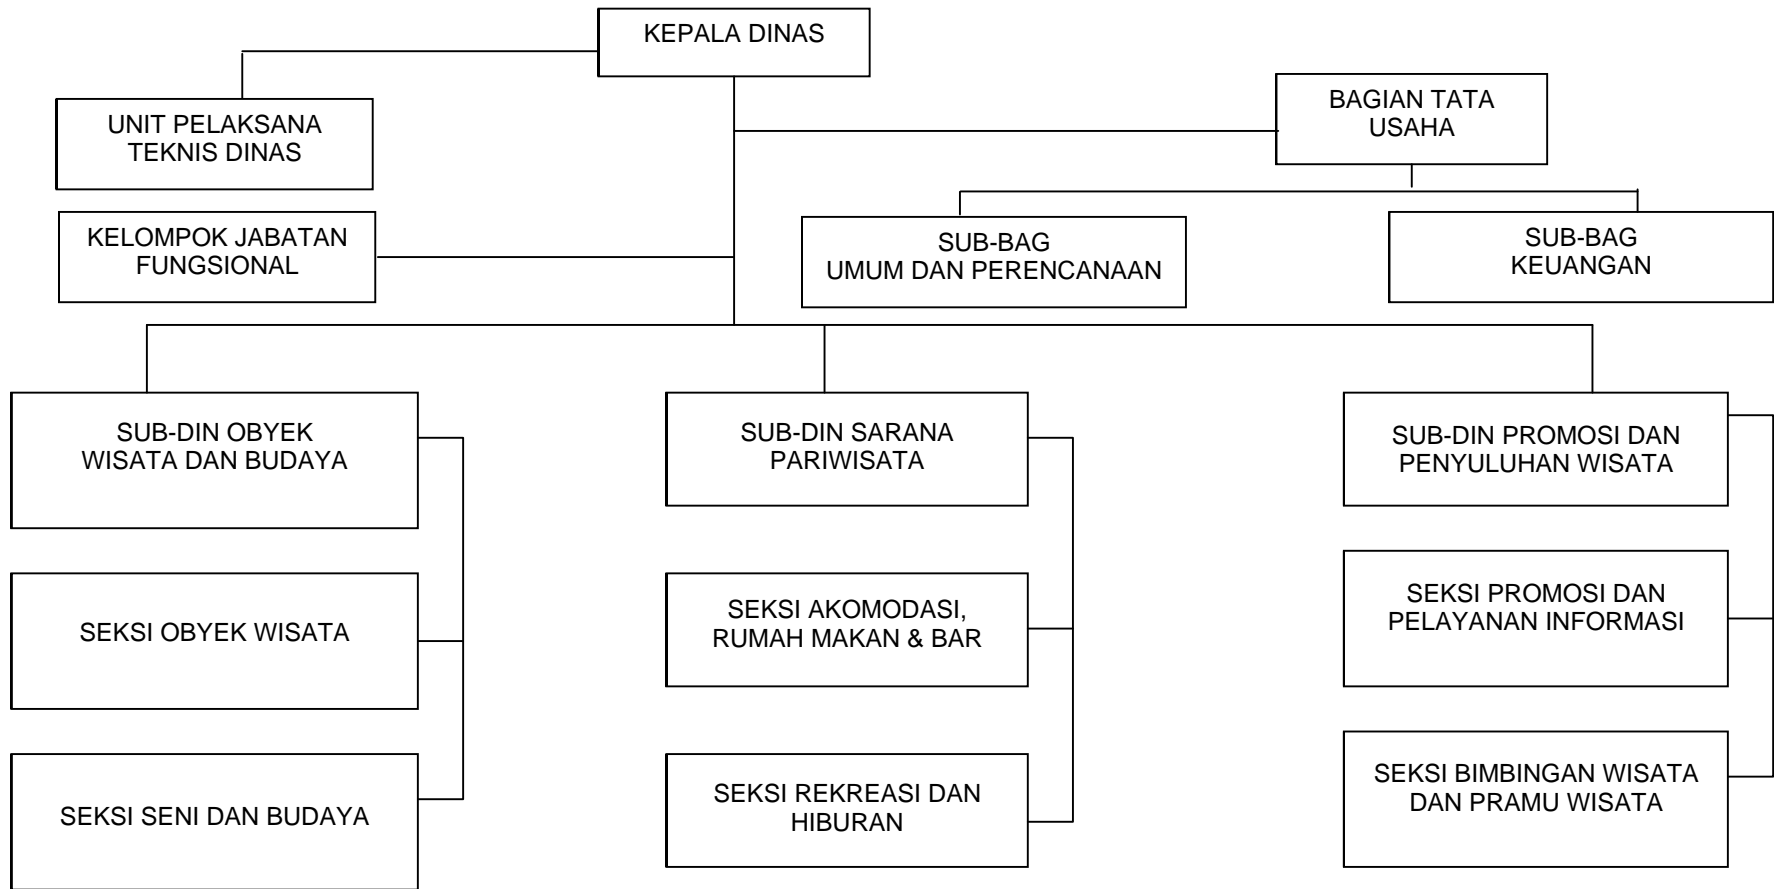 KEPALA DINAS
UNIT PELAKSANA
TEKNIS DINAS
BAGIAN TATA
USAHA
KELOMPOK JABATAN
FUNGSIONAL
SUB-BAG
UMUM DAN PERENCANAAN
SUB-BAG
KEUANGAN
SUB-DIN OBYEK
WISATA DAN BUDAYA
SUB-DIN SARANA
PARIWISATA
SUB-DIN PROMOSI DAN
PENYULUHAN WISATA
SEKSI OBYEK WISATA
SEKSI AKOMODASI,
RUMAH MAKAN & BAR
SEKSI PROMOSI DAN
PELAYANAN INFORMASI
SEKSI SENI DAN BUDAYA
SEKSI REKREASI DAN
HIBURAN
SEKSI BIMBINGAN WISATA
DAN PRAMU WISATA